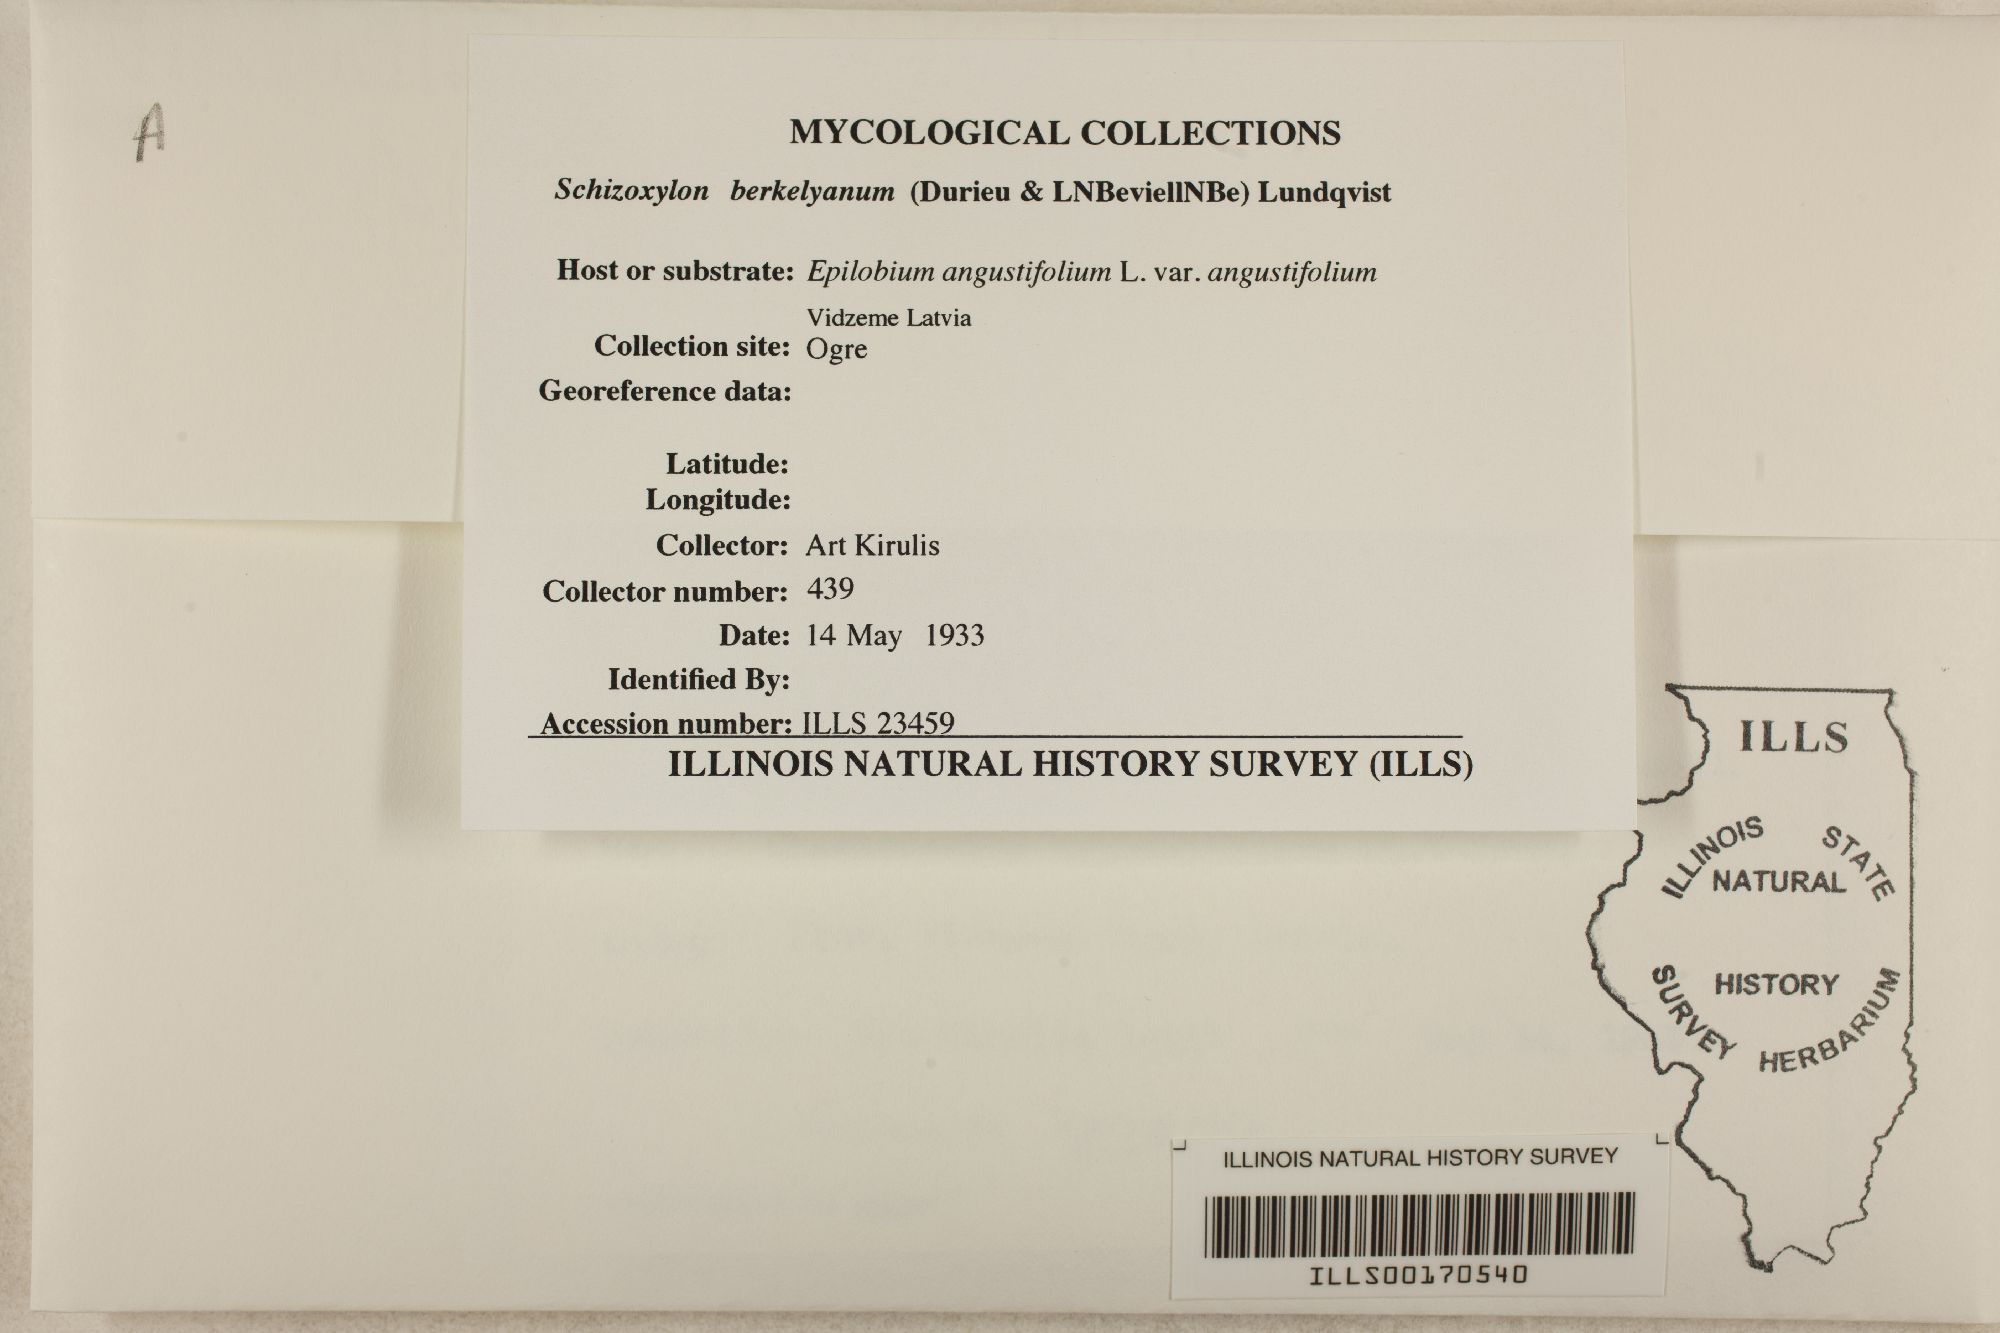 A
MYCOLOGICAL COLLECTIONS
Schizoxylon berkelyanum (Durieu & LNBeviellNBe) Lundqvist
Host or substrate: Epilobium angustifolium L. var. angustifolium
Vidzeme Latvia
Collection site: Ogre
Georeference data:
Latitude:
Longitude:
Collector: Art Kirulis
Collector number: 439
Date: 14 May 1933
Identified By:
Accession number: ILLS 23459
ILLINOIS NATURAL HISTORY SURVEY (ILLS)
ILLS
ILLINOIS STATE
NATURAL
HISTORY
SURVEY HERBARIUM
ILLINOIS NATURAL HISTORY SURVEY
ILLS00170540